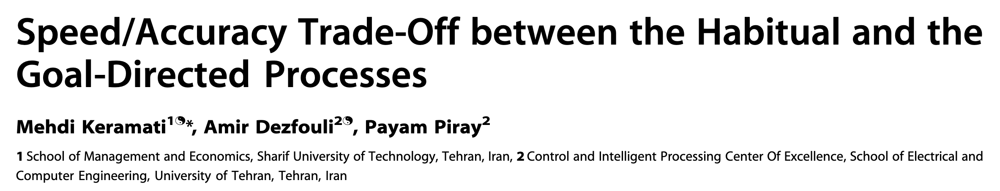 Speed/Accuracy Trade-Off between the Habitual and the
Goal-Directed Processes
Mehdi Keramati1☯*, Amir Dezfouli2☯, Payam Piray2
1 School of Management and Economics, Sharif University of Technology, Tehran, Iran, 2 Control and Intelligent Processing Center Of Excellence, School of Electrical and
Computer Engineering, University of Tehran, Tehran, Iran